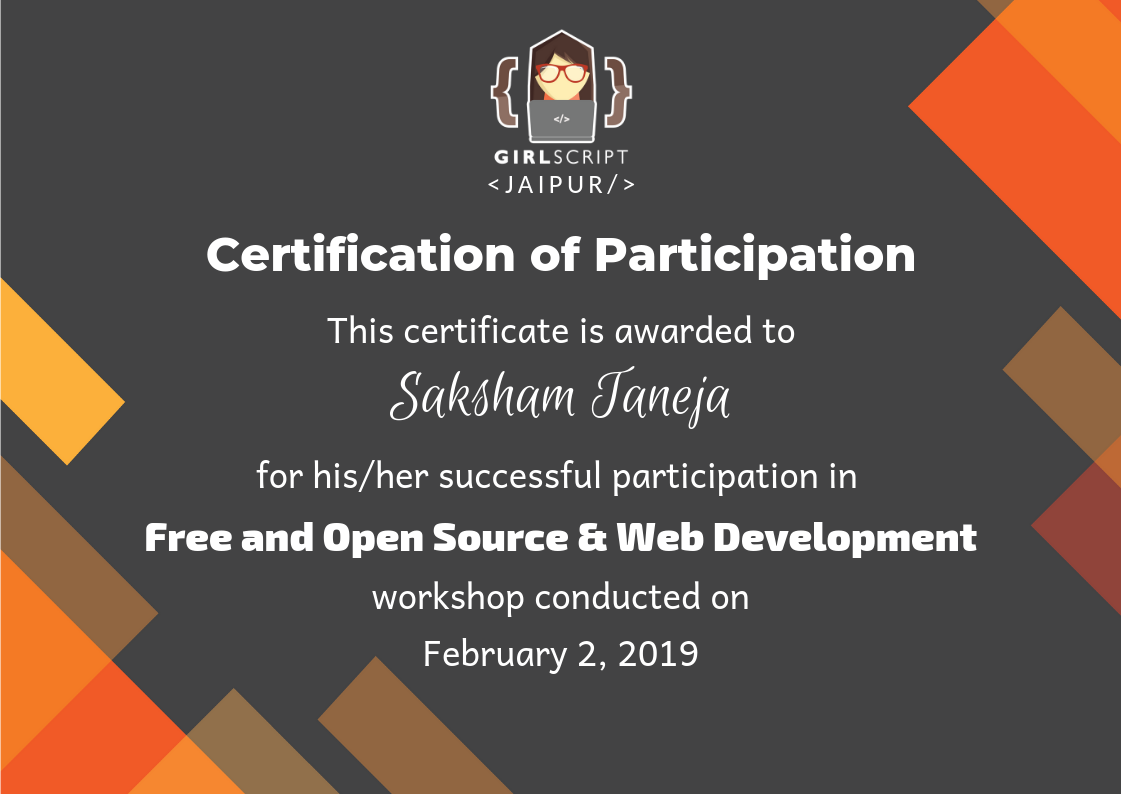 </>
GIRLSCRIPT
<JAIPUR/>
Certification of Participation
This certificate is awarded to
Saksham Taneja
for his/her successful participation in
Free and Open Source & Web Development
workshop conducted on
February 2, 2019